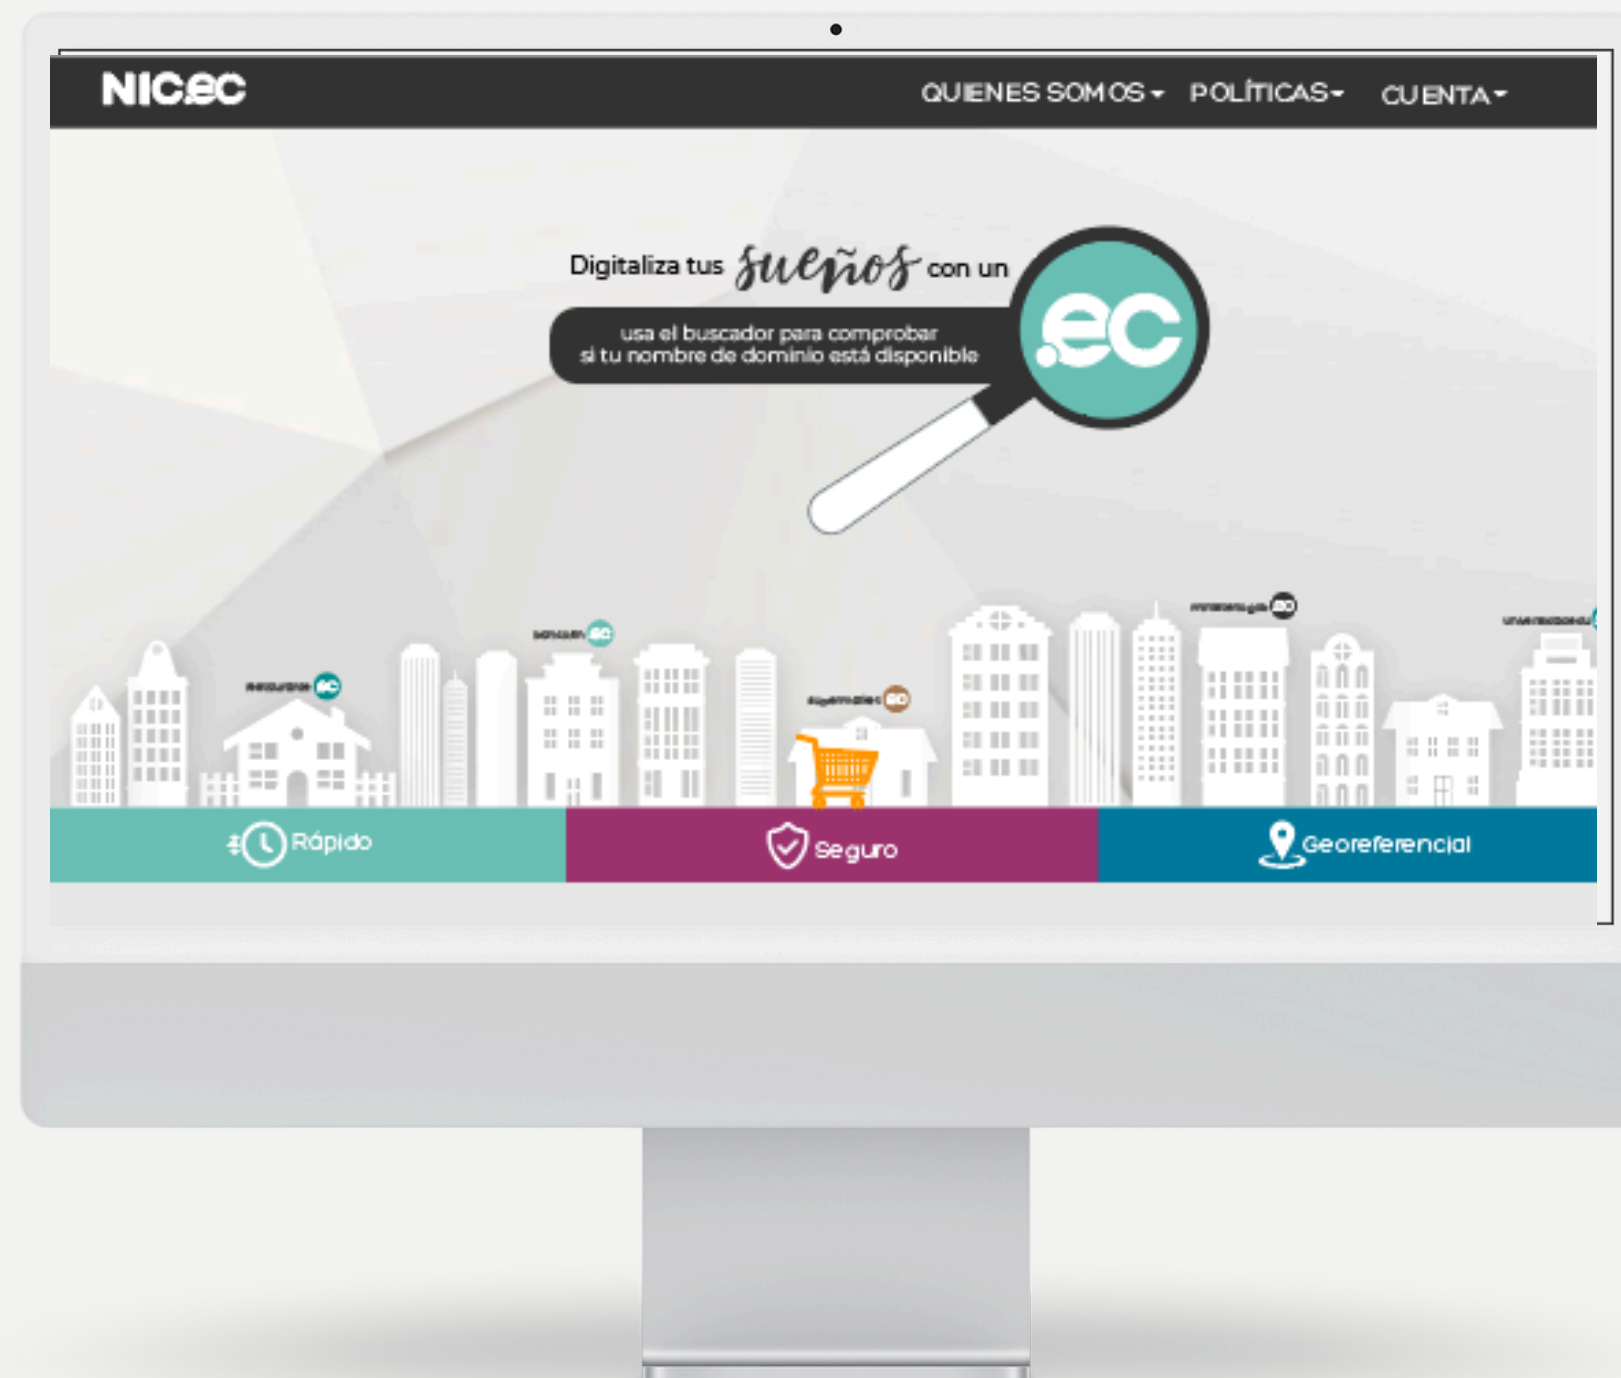 NIC.ec
QUIENES SOMOS
POLÍTICAS
CUENTA
Digitaliza tus sueños con un
.ec
usa el buscador para comprobar
si tu nombre de dominio está disponible
Rápido
Seguro
Georeferencial